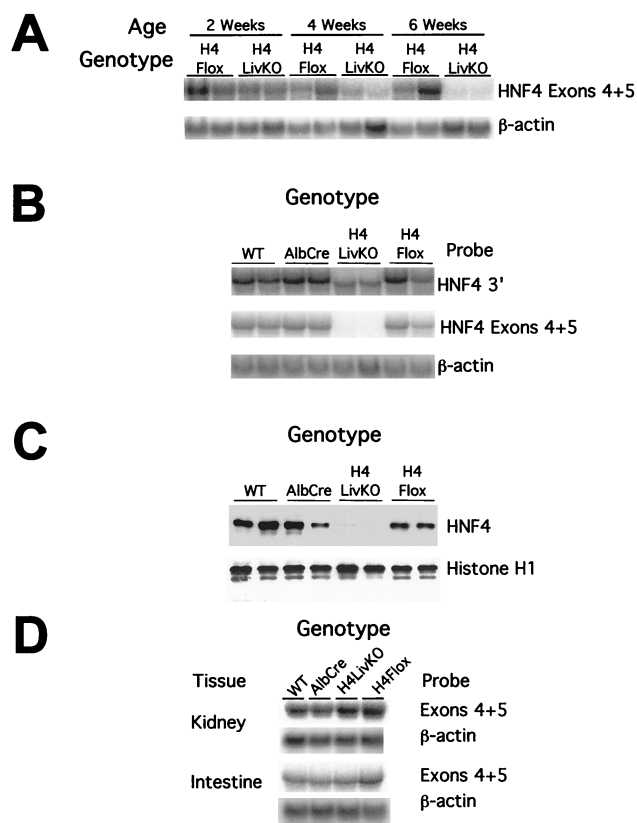 A
Age 2 Weeks 4 Weeks 6 Weeks
Genotype H4 Flox H4 LivKO H4 Flox H4 LivKO H4 Flox H4 LivKO
HNF4 Exons 4+5
β-actin
B
Genotype
WT AlbCre H4 LivKO H4 Flox Probe
HNF4 3'
HNF4 Exons 4+5
β-actin
C
Genotype
WT AlbCre H4 LivKO H4 Flox
HNF4
Histone H1
D
Genotype
Tissue WT AlbCre H4LivKO H4Flox Probe
Kidney Exons 4+5
β-actin
Intestine Exons 4+5
β-actin